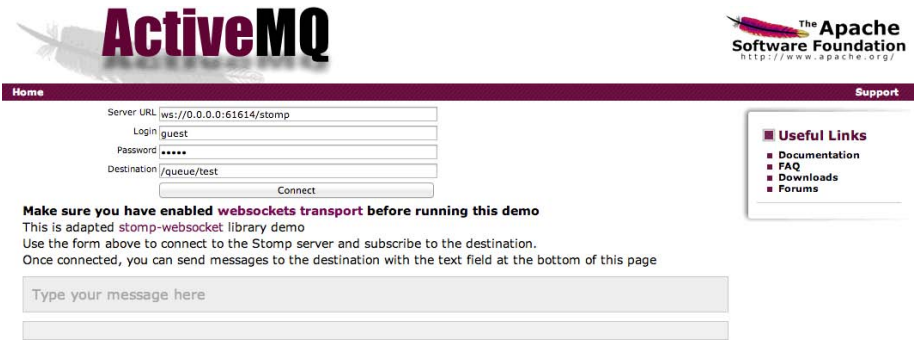 ActiveMQ
The Apache
Software Foundation
http://www.apache.org/
Home
Support
Server URL ws://0.0.0.0:61614/stomp
Login guest
Password •••••
Destination /queue/test
Connect
Make sure you have enabled websockets transport before running this demo
This is adapted stomp-websocket library demo
Use the form above to connect to the Stomp server and subscribe to the destination.
Once connected, you can send messages to the destination with the text field at the bottom of this page
Type your message here
Useful Links
Documentation
FAQ
Downloads
Forums